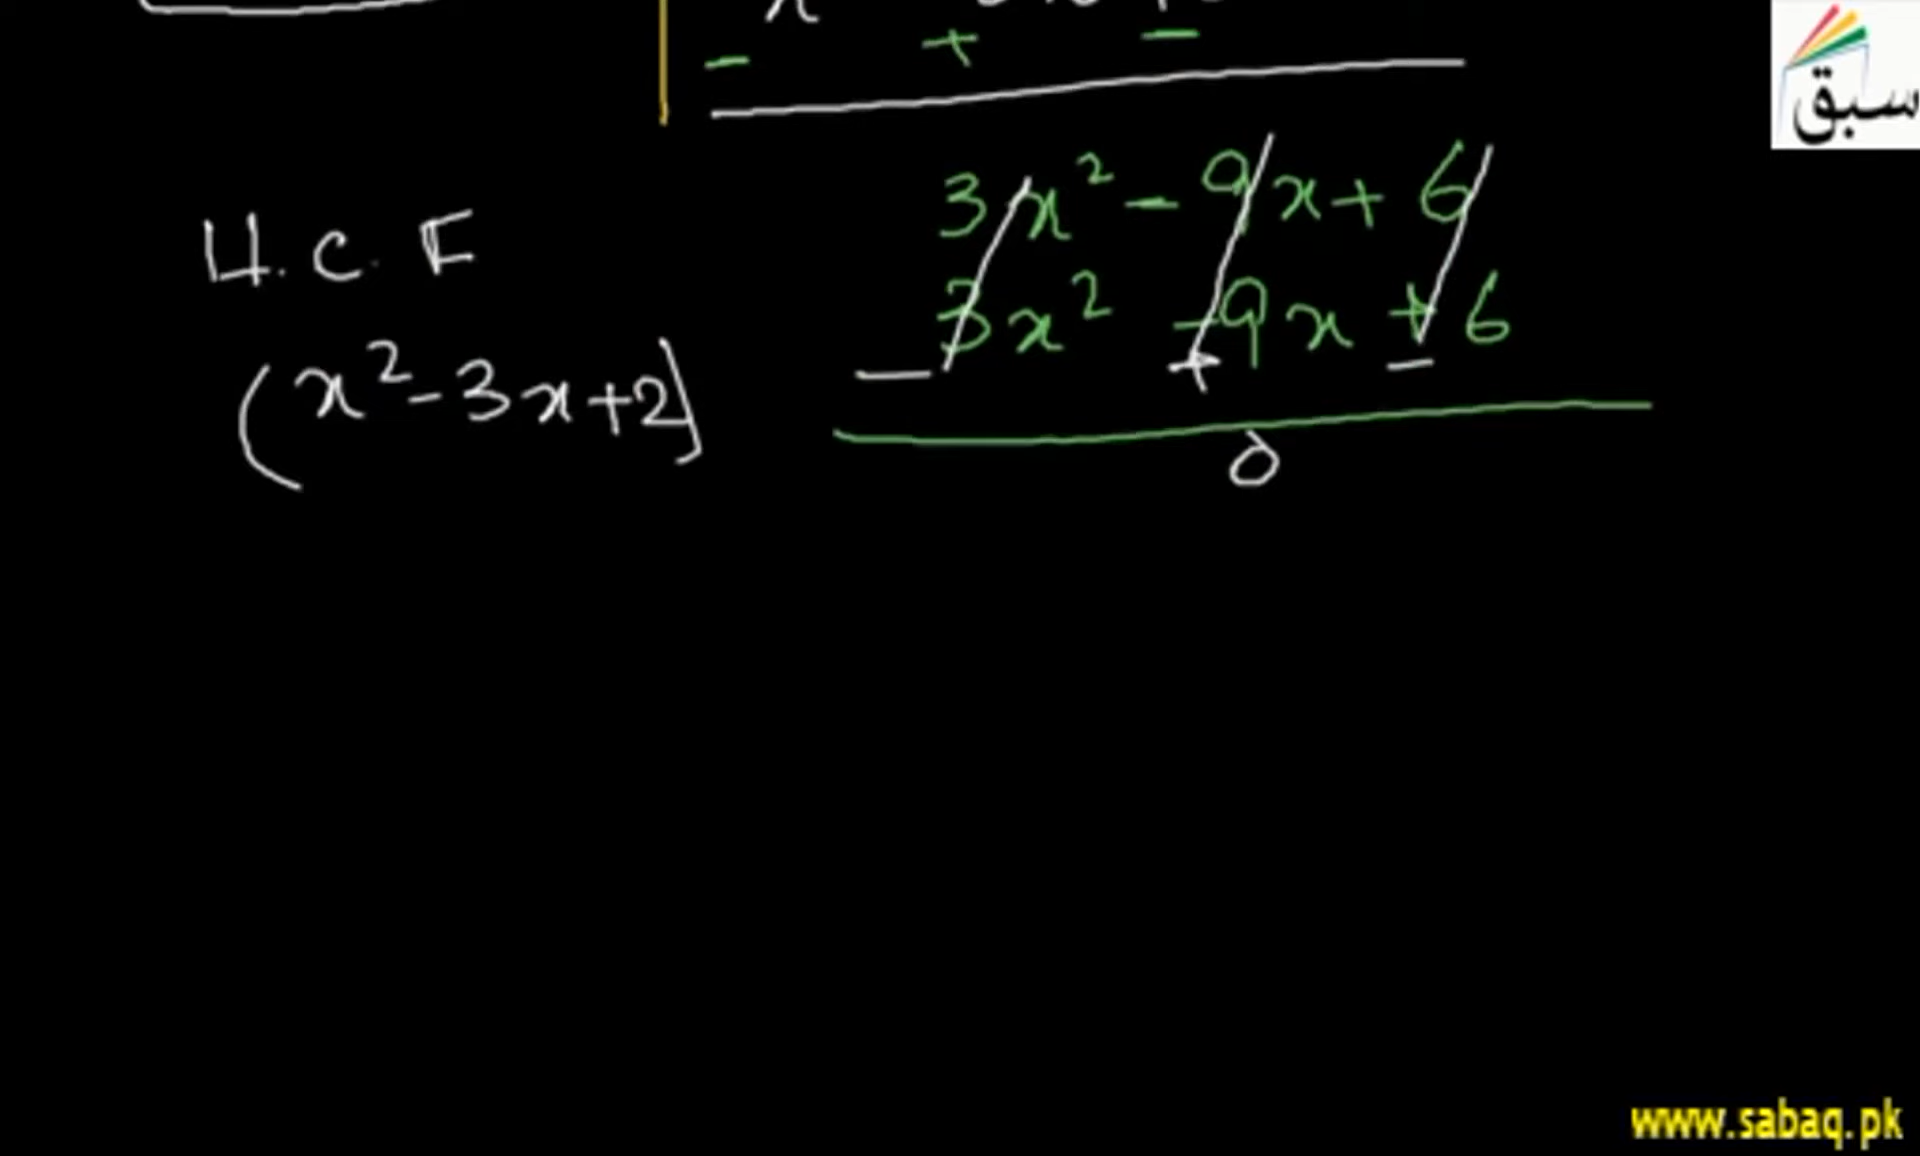 - + -
سبق
3x² - 9x + 6
3x² - 9x + 6
- + -
0
H.C.F
(x² - 3x + 2)
www.sabaq.pk